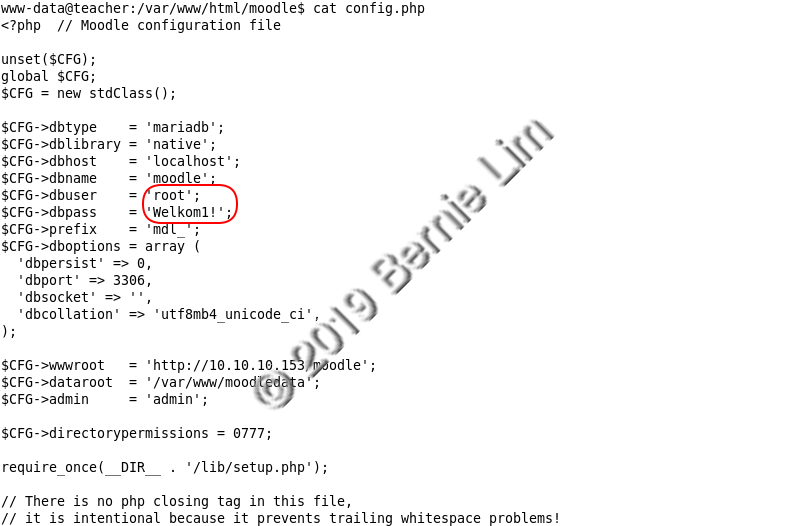 www-data@teacher:/var/www/html/moodle$ cat config.php
<?php  // Moodle configuration file

unset($CFG);
global $CFG;
$CFG = new stdClass();

$CFG->dbtype    = 'mariadb';
$CFG->dblibrary = 'native';
$CFG->dbhost    = 'localhost';
$CFG->dbname    = 'moodle';
$CFG->dbuser    = 'root';
$CFG->dbpass    = 'Welkom1!';
$CFG->prefix    = 'mdl_';
$CFG->dboptions = array (
  'dbpersist' => 0,
  'dbport' => 3306,
  'dbsocket' => '',
  'dbcollation' => 'utf8mb4_unicode_ci',
);

$CFG->wwwroot   = 'http://10.10.10.153/moodle';
$CFG->dataroot  = '/var/www/moodledata';
$CFG->admin     = 'admin';

$CFG->directorypermissions = 0777;

require_once(__DIR__ . '/lib/setup.php');

// There is no php closing tag in this file,
// it is intentional because it prevents trailing whitespace problems!
© 2019 Bernie Lim